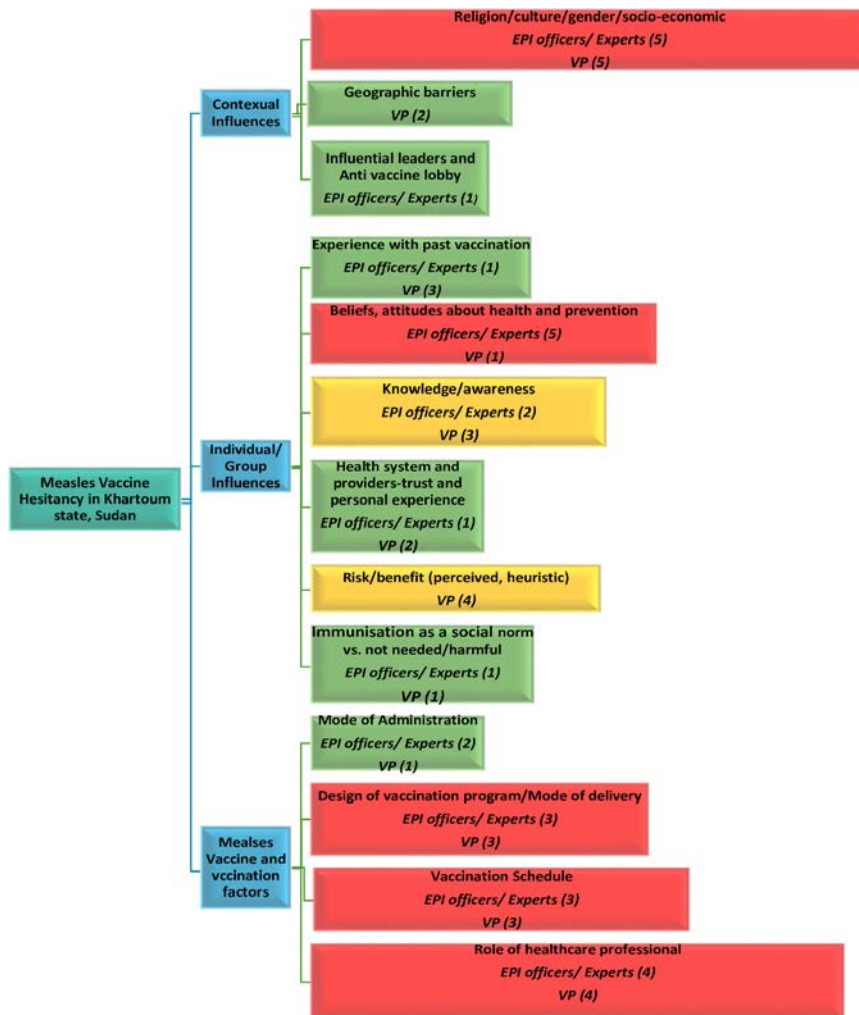 Measles Vaccine
Hesitancy in Khartoum
state, Sudan
Contexual
Influences
Religion/culture/gender/socio-economic
EPI officers/ Experts (5)
VP (5)
Geographic barriers
VP (2)
Influential leaders and
Anti vaccine lobby
EPI officers/ Experts (1)
Individual/
Group
Influences
Experience with past vaccination
EPI officers/ Experts (1)
VP (3)
Beliefs, attitudes about health and prevention
EPI officers/ Experts (5)
VP (1)
Knowledge/awareness
EPI officers/ Experts (2)
VP (3)
Health system and
providers-trust and
personal experience
EPI officers/ Experts (1)
VP (2)
Risk/benefit (perceived, heuristic)
VP (4)
Immunisation as a social norm
vs. not needed/harmful
EPI officers/ Experts (1)
VP (1)
Mealses
Vaccine and
vccination
factors
Mode of Administration
EPI officers/ Experts (2)
VP (1)
Design of vaccination program/Mode of delivery
EPI officers/ Experts (3)
VP (3)
Vaccination Schedule
EPI officers/ Experts (3)
VP (3)
Role of healthcare professional
EPI officers/ Experts (4)
VP (4)